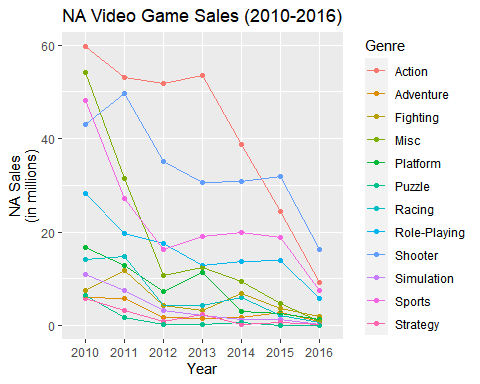 NA Video Game Sales (2010-2016)
60
40
20
0
NA Sales
(in millions)
2010 2011 2012 2013 2014 2015 2016
Year
Genre
Action
Adventure
Fighting
Misc
Platform
Puzzle
Racing
Role-Playing
Shooter
Simulation
Sports
Strategy